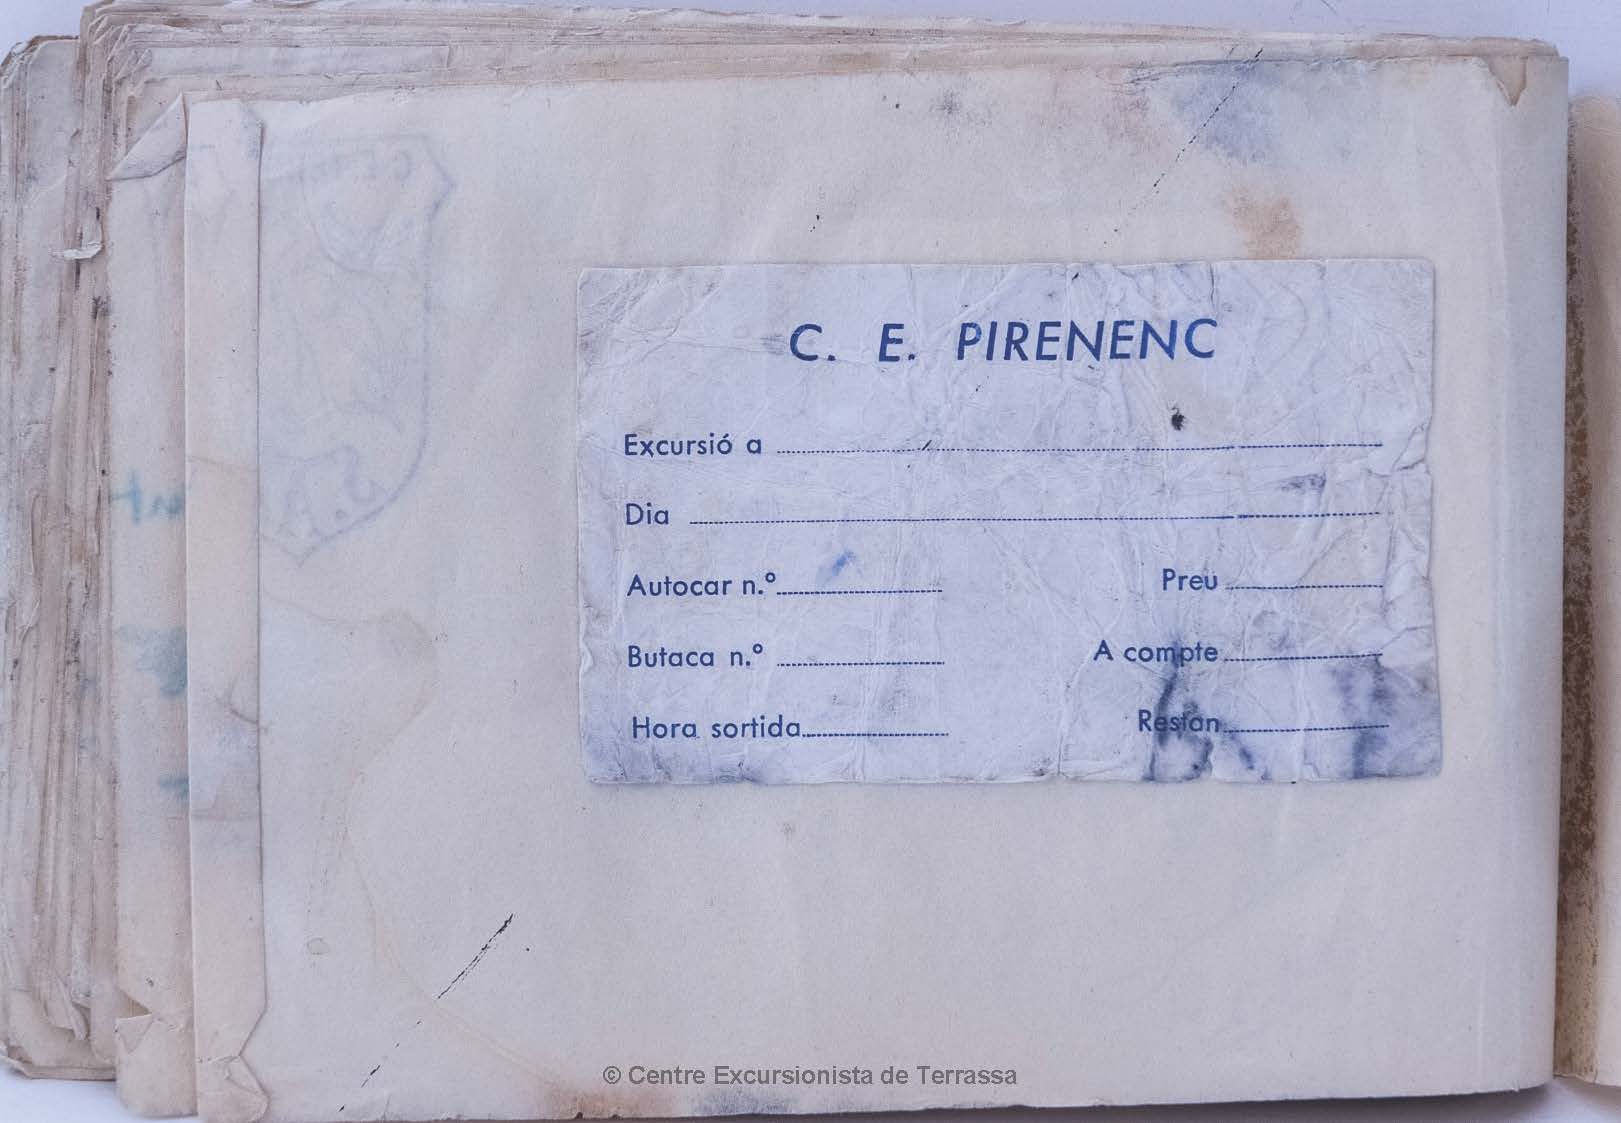 C. E. PIRENENC
Excursió a
Dia
Autocar n.º
Preu
Butaca n.º
A compte
Hora sortida
Restan
© Centre Excursionista de Terrassa